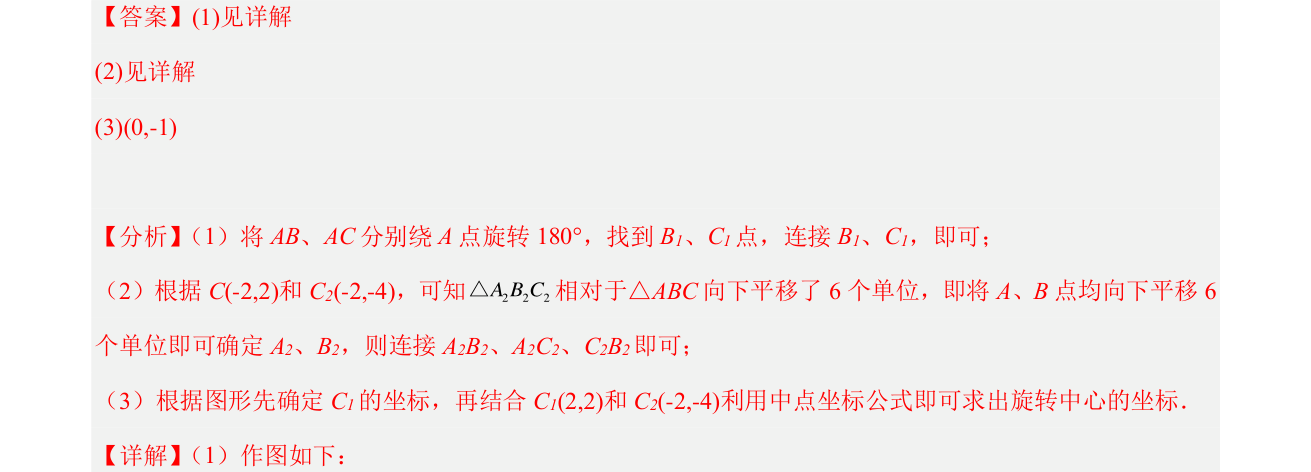 【答案】(1)见详解
(2)见详解
(3)(0,-1)
【分析】（1）将 AB、AC 分别绕 A 点旋转 180°，找到 B₁、C₁ 点，连接 B₁、C₁，即可；
（2）根据 C(-2,2)和 C₂(-2,-4)，可知 △A₂B₂C₂ 相对于△ABC 向下平移了 6 个单位，即将 A、B 点均向下平移 6
个单位即可确定 A₂、B₂，则连接 A₂B₂、A₂C₂、C₂B₂ 即可；
（3）根据图形先确定 C₁ 的坐标，再结合 C₁(2,2)和 C₂(-2,-4)利用中点坐标公式即可求出旋转中心的坐标．
【详解】（1）作图如下：